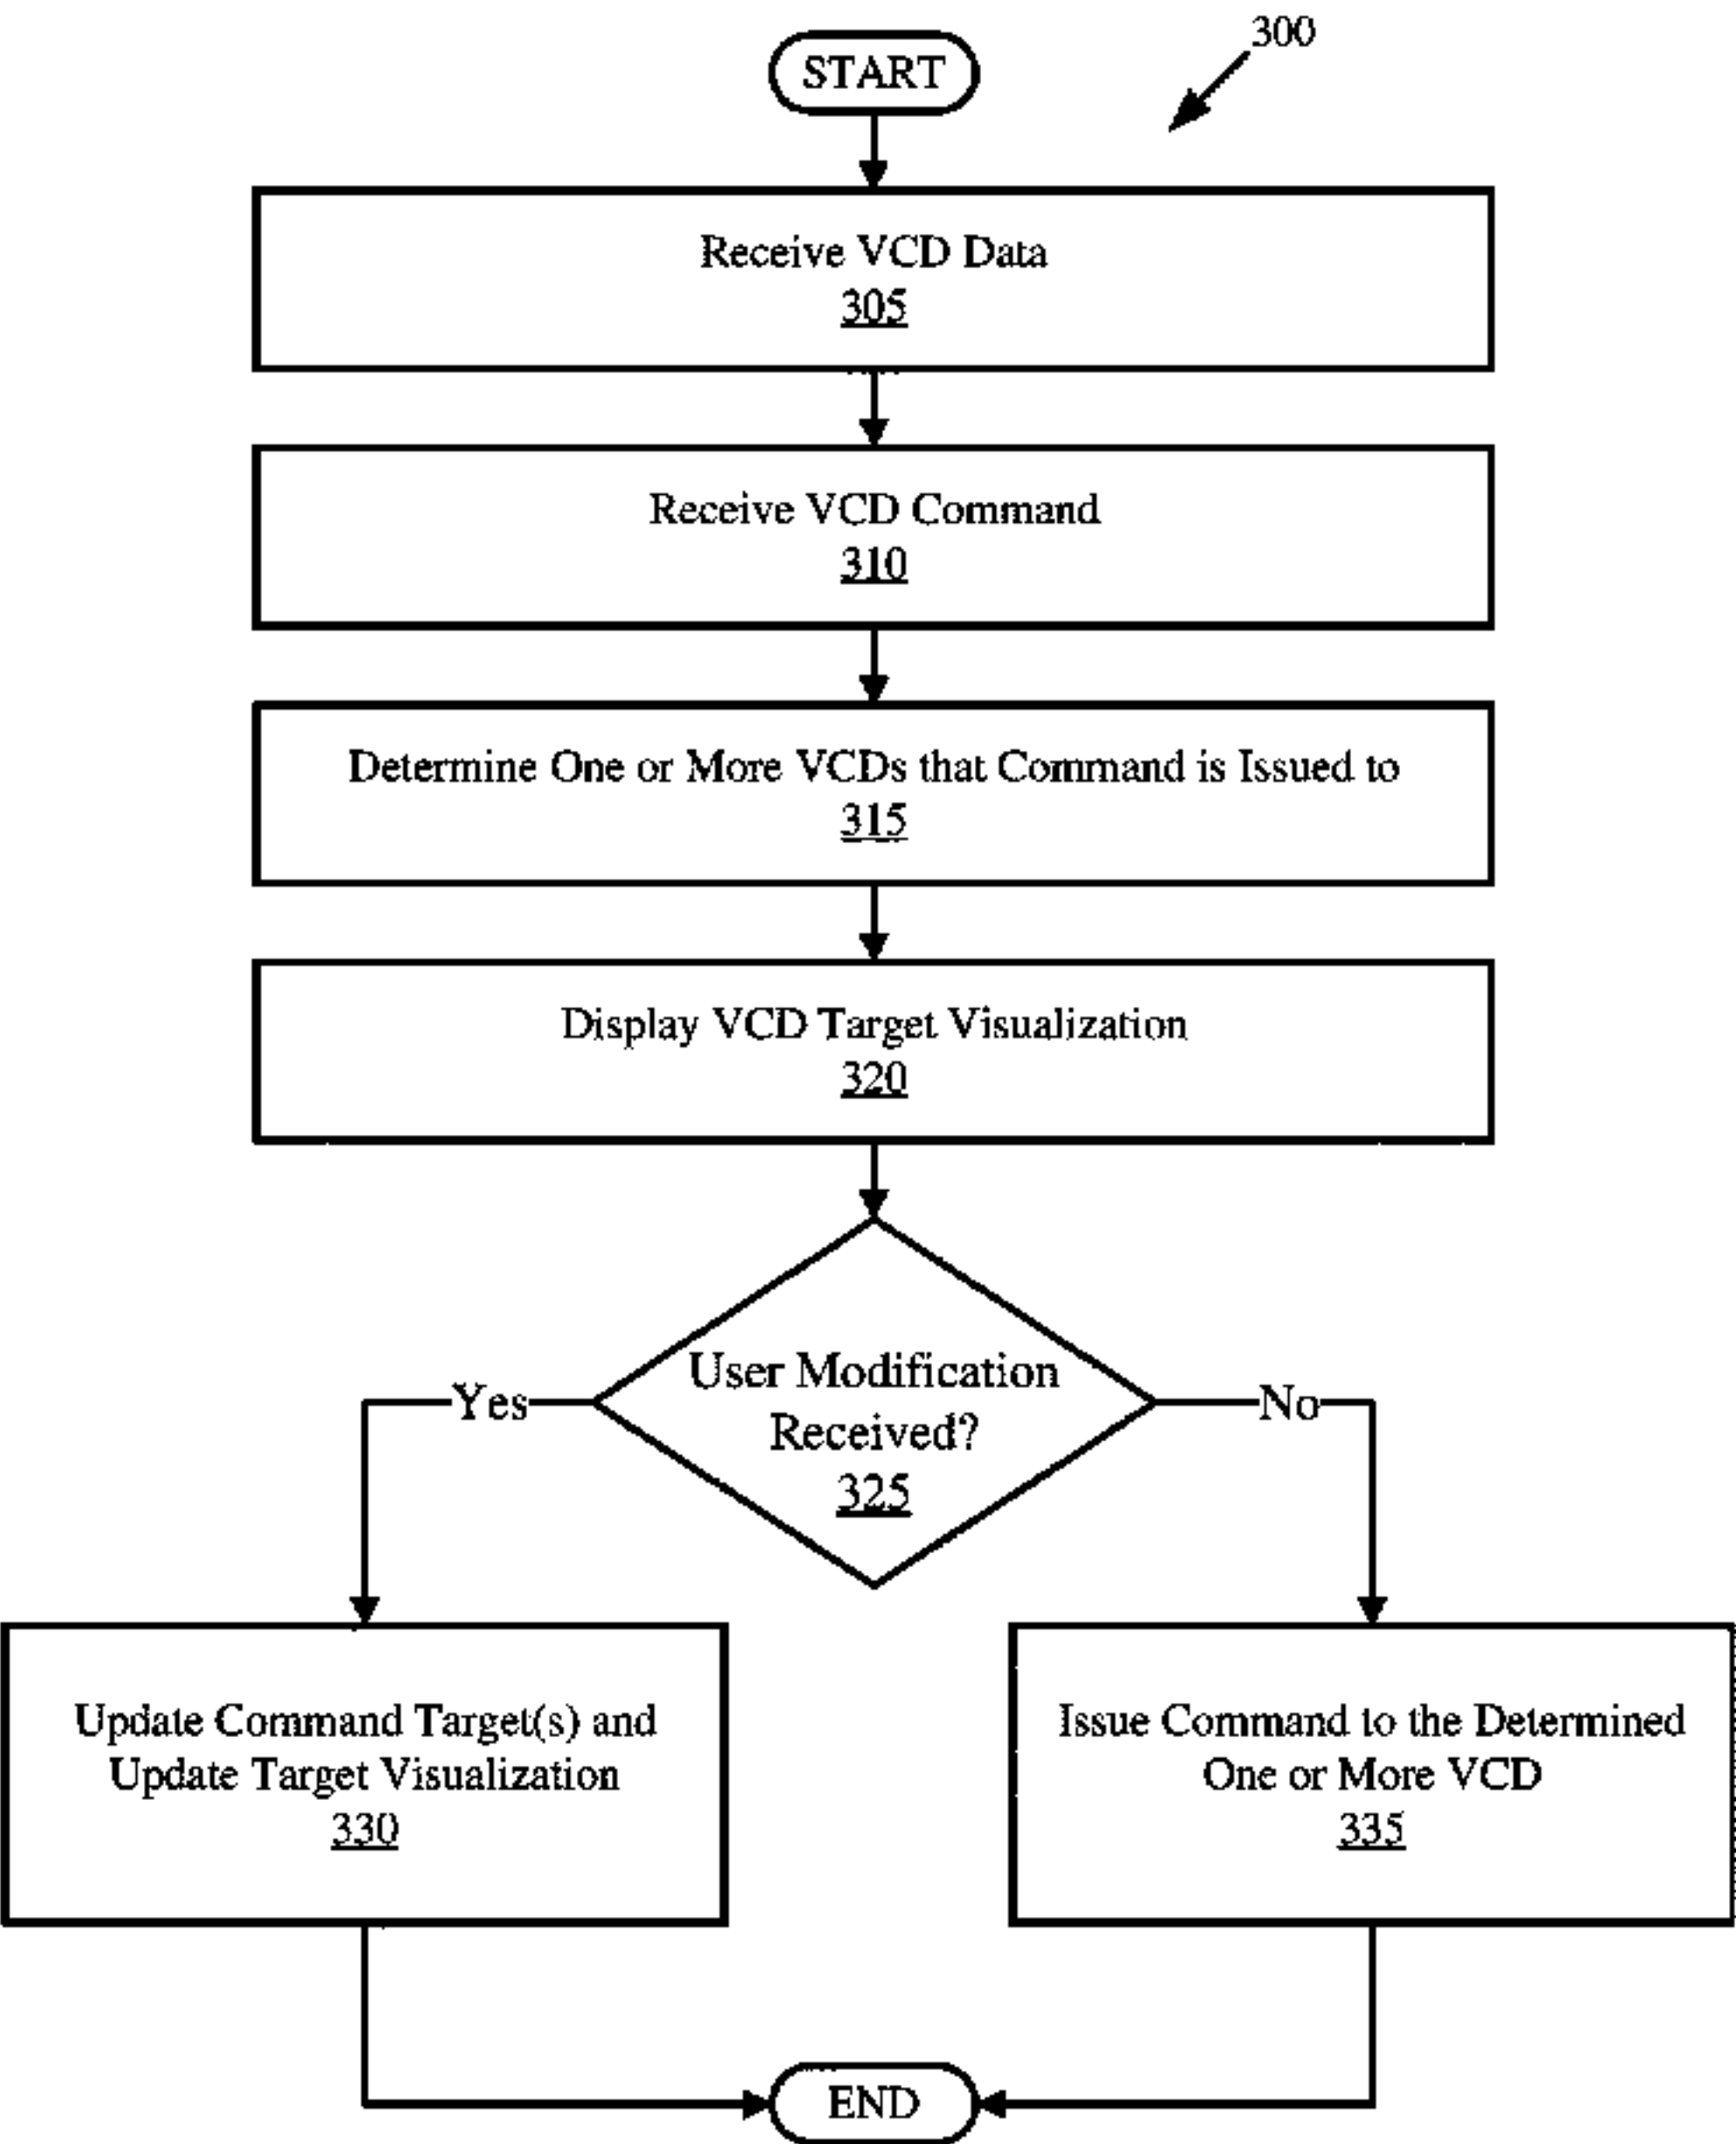 300
START
Receive VCD Data
305
Receive VCD Command
310
Determine One or More VCDs that Command is Issued to
315
Display VCD Target Visualization
320
User Modification
Received?
325
Yes
No
Update Command Target(s) and
Update Target Visualization
330
Issue Command to the Determined
One or More VCD
335
END